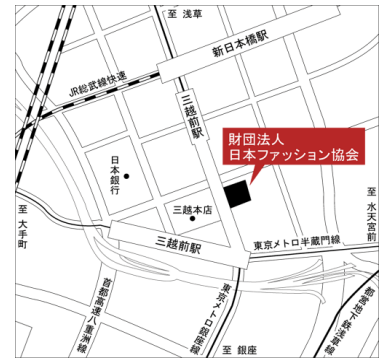 至 浅草
新日本橋駅
JR総武線快速
三越前駅
財団法人
日本ファッション協会
日本銀行
三越本店
至 水天宮前
至 大手町
三越前駅
東京メトロ半蔵門線
首都高速八重洲線
東京メトロ銀座線
都営地下鉄浅草線
至 銀座